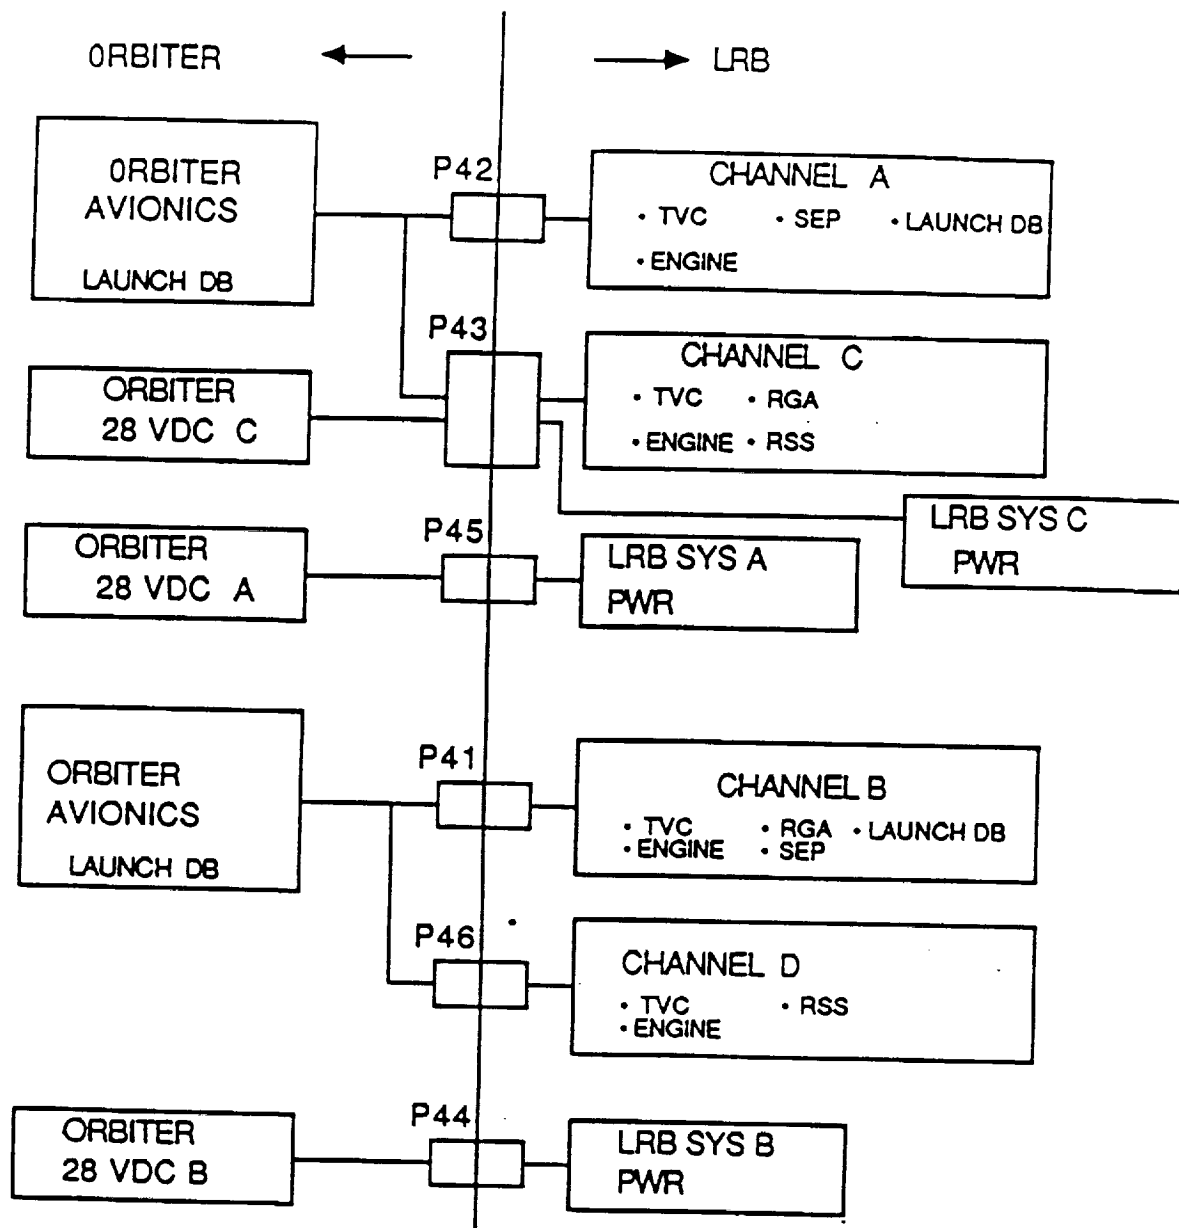 ORBITER
LRB
ORBITER
AVIONICS
LAUNCH DB
P42
CHANNEL A
• TVC • SEP • LAUNCH DB
• ENGINE
P43
CHANNEL C
• TVC • RGA
• ENGINE • RSS
ORBITER
28 VDC C
LRB SYS C
PWR
ORBITER
28 VDC A
P45
LRB SYS A
PWR
ORBITER
AVIONICS
LAUNCH DB
P41
CHANNEL B
• TVC • RGA • LAUNCH DB
• ENGINE • SEP
P46
CHANNEL D
• TVC • RSS
• ENGINE
ORBITER
28 VDC B
P44
LRB SYS B
PWR